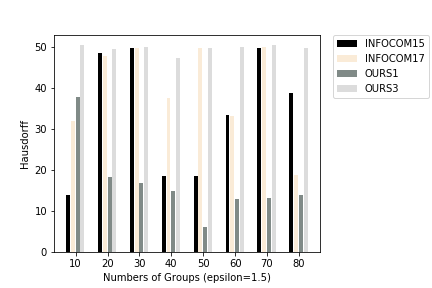 INFOCOM15
INFOCOM17
OURS1
OURS3
Hausdorff
50
40
30
20
10
0
10 20 30 40 50 60 70 80
Numbers of Groups (epsilon=1.5)